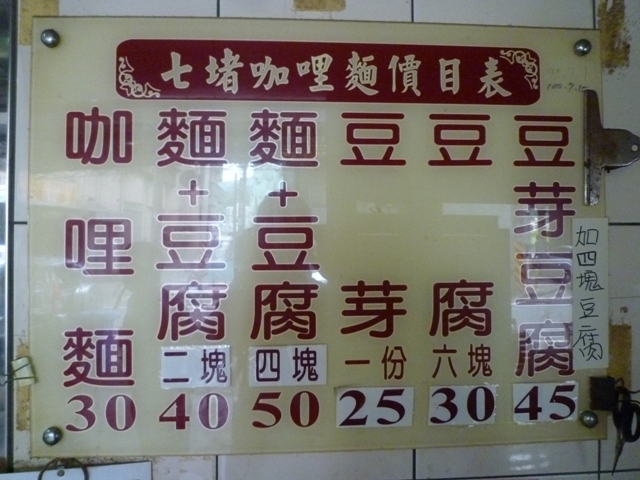 七堵咖哩麵價目表
咖哩麵 30
麵+豆腐 二塊 40
麵+豆腐 四塊 50
豆芽 一份 25
豆腐 六塊 30
豆芽豆腐 45
加四塊豆腐